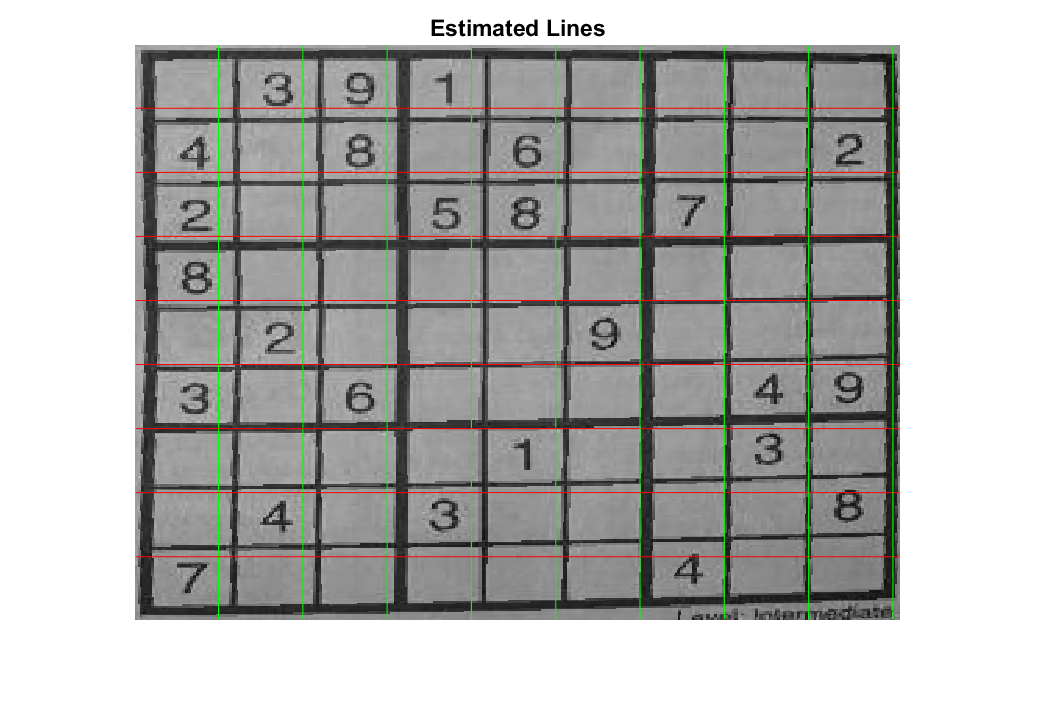 Estimated Lines
3 9 1
4 8 6 2
2 5 8 7
8
2 9
3 6 4 9
1 3
4 3 8
7 4
Level: Intermediate